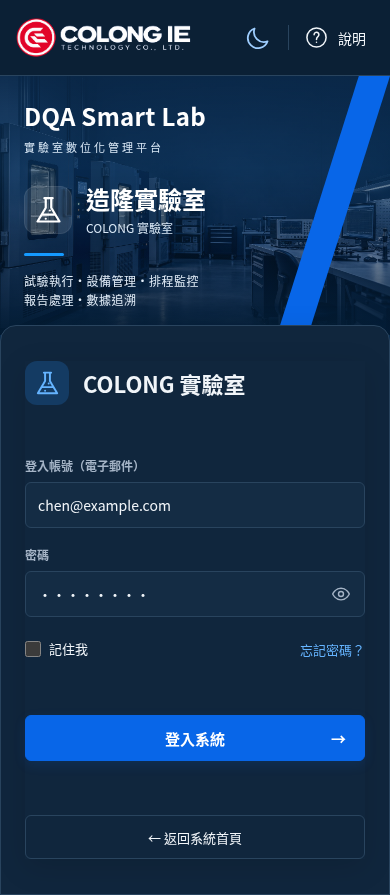 COLONG IE
TECHNOLOGY CO., LTD.
說明
DQA Smart Lab
實驗室數位化管理平台
造隆實驗室
COLONG 實驗室
試驗執行・設備管理・排程監控
報告處理・數據追溯
COLONG 實驗室
登入帳號（電子郵件）
chen@example.com
密碼
記住我
忘記密碼？
登入系統 →
← 返回系統首頁